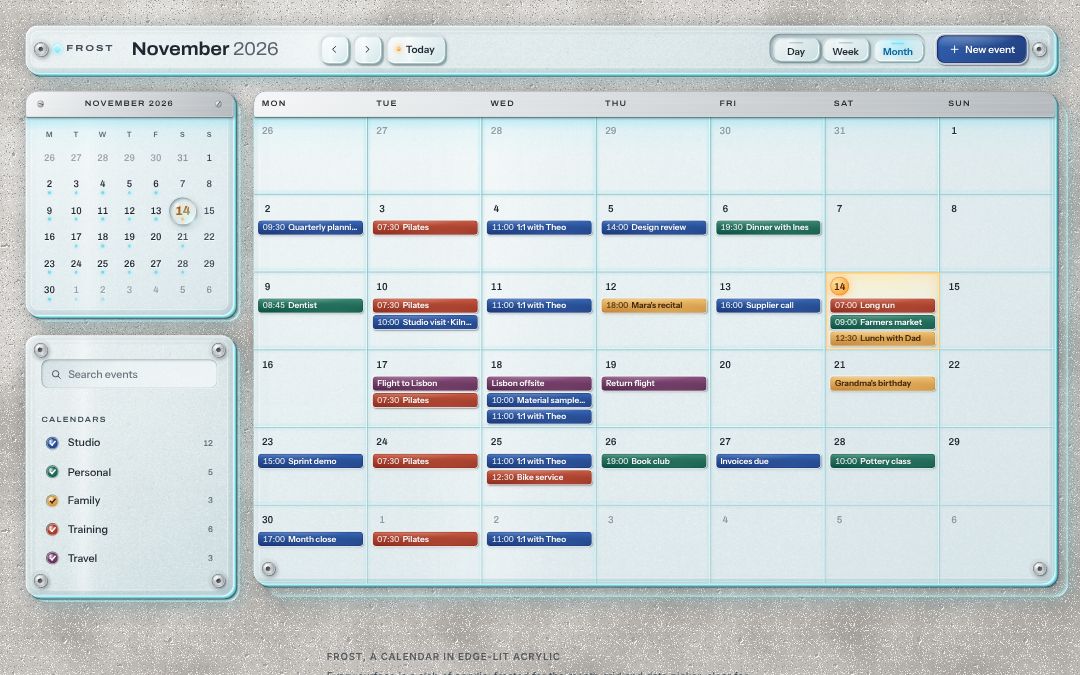 FROST November 2026 Today Day Week Month + New event
NOVEMBER 2026
M T W T F S S
26 27 28 29 30 31 1
2 3 4 5 6 7 8
9 10 11 12 13 14 15
16 17 18 19 20 21 22
23 24 25 26 27 28 29
30 1 2 3 4 5 6
Search events
CALENDARS
Studio 12
Personal 5
Family 3
Training 6
Travel 3
MON TUE WED THU FRI SAT SUN
26 27 28 29 30 31 1
2 3 4 5 6 7 8
09:30 Quarterly planni… 07:30 Pilates 11:00 1:1 with Theo 14:00 Design review 19:30 Dinner with Ines
9 10 11 12 13 14 15
08:45 Dentist 07:30 Pilates 11:00 1:1 with Theo 18:00 Mara's recital 16:00 Supplier call 07:00 Long run
10:00 Studio visit · Kiln… 09:00 Farmers market
12:30 Lunch with Dad
16 17 18 19 20 21 22
Flight to Lisbon Lisbon offsite Return flight Grandma's birthday
07:30 Pilates 10:00 Material sample…
11:00 1:1 with Theo
23 24 25 26 27 28 29
15:00 Sprint demo 07:30 Pilates 11:00 1:1 with Theo 19:00 Book club Invoices due 10:00 Pottery class
12:30 Bike service
30 1 2 3 4 5 6
17:00 Month close 07:30 Pilates 11:00 1:1 with Theo
FROST, A CALENDAR IN EDGE-LIT ACRYLIC